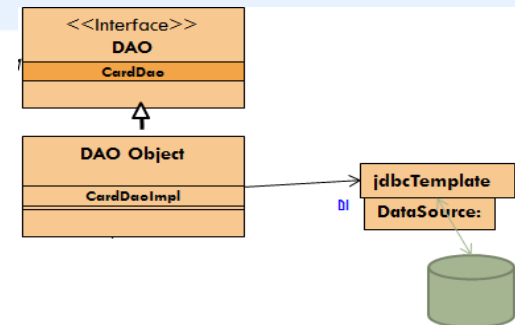 <<Interface>>
DAO
CardDao
DAO Object
CardDaoImpl
jdbcTemplate
DI
DataSource: